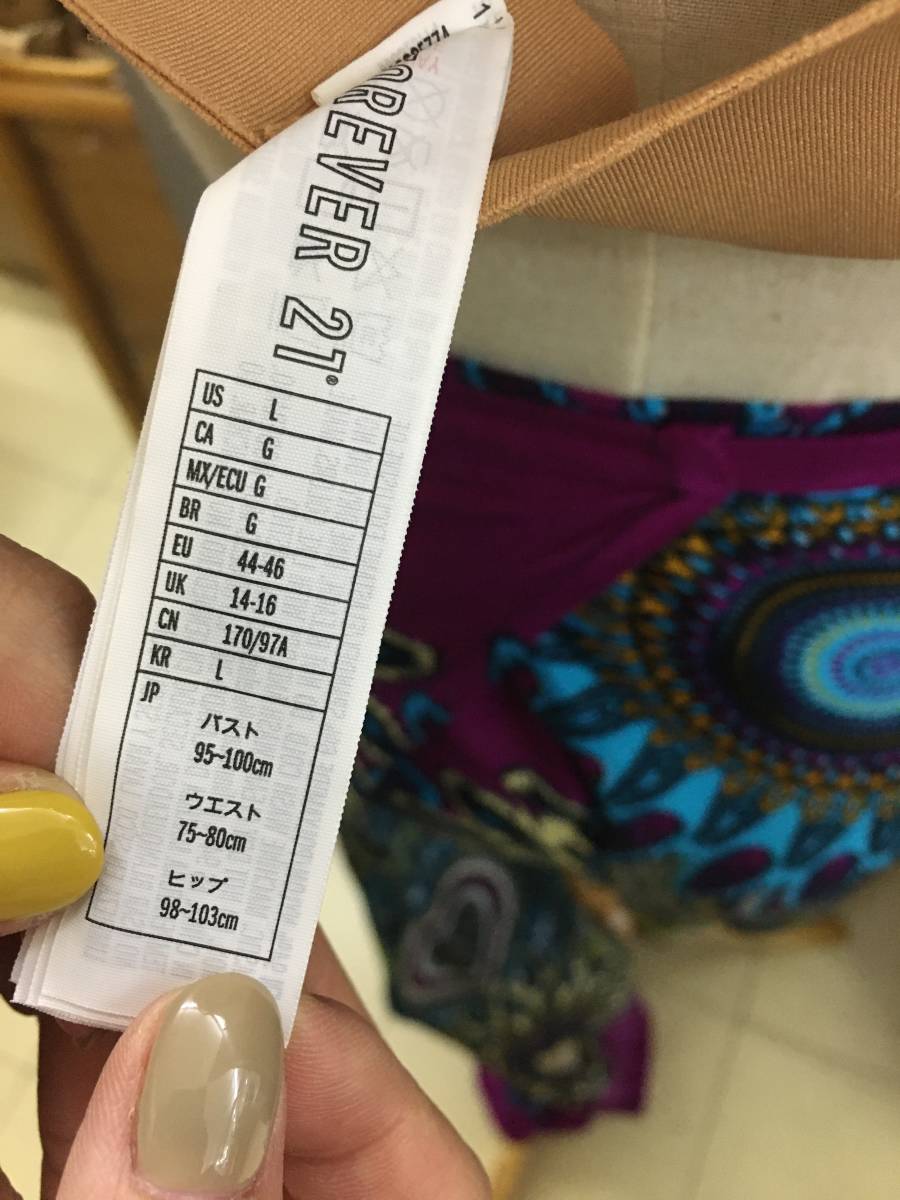 FOREVER 21®
US L
CA G
MX/ECU G
BR G
EU 44-46
UK 14-16
CN 170/97A
KR L
JP
バスト
95~100cm
ウエスト
75~80cm
ヒップ
98~103cm